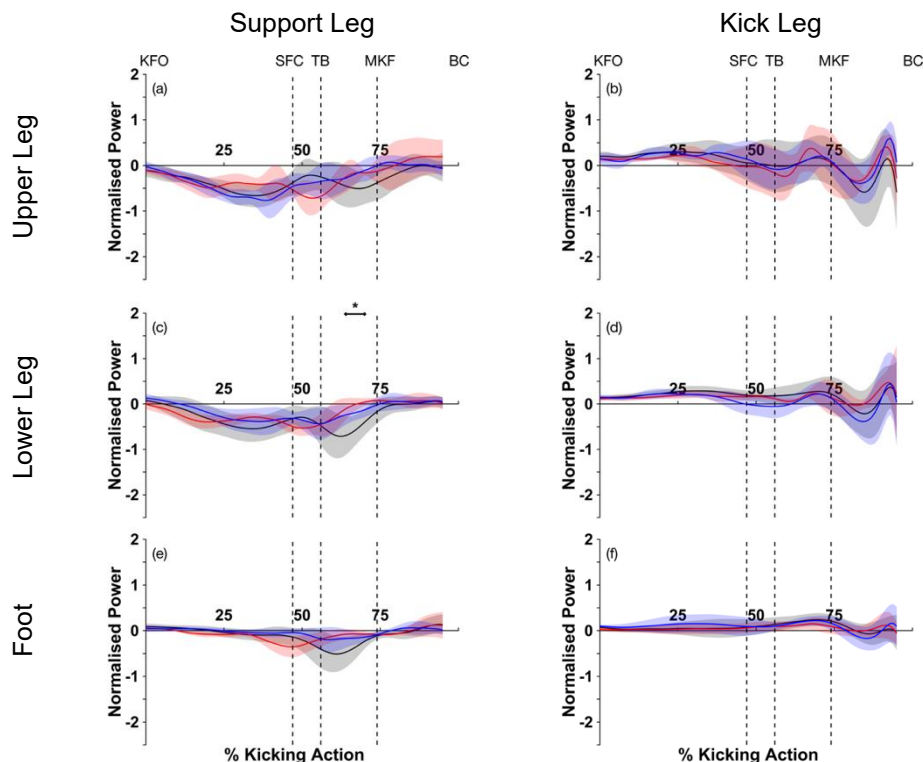 Support Leg
Kick Leg
KFO SFC TB MKF BC
KFO SFC TB MKF BC
Upper Leg
Normalised Power
(a)
2
1
0
-1
-2
25 50 75
Normalised Power
(b)
2
1
0
-1
-2
25 50 75
Lower Leg
Normalised Power
(c)
*
2
1
0
-1
-2
25 50 75
Normalised Power
(d)
2
1
0
-1
-2
25 50 75
Foot
Normalised Power
(e)
2
1
0
-1
-2
25 50 75
% Kicking Action
Normalised Power
(f)
2
1
0
-1
-2
25 50 75
% Kicking Action